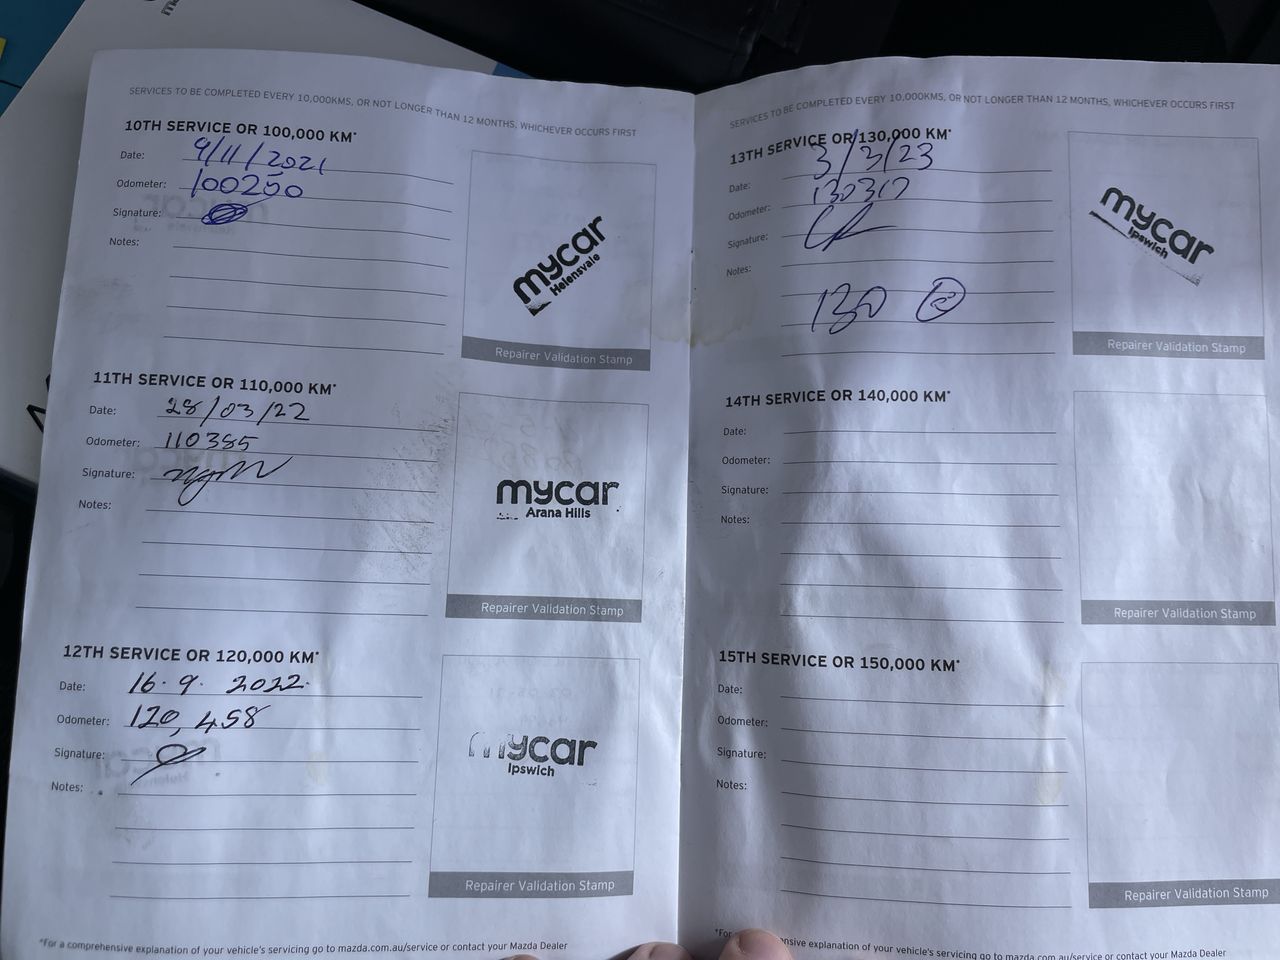 SERVICES TO BE COMPLETED EVERY 10,000KMS, OR NOT LONGER THAN 12 MONTHS, WHICHEVER OCCURS FIRST
10TH SERVICE OR 100,000 KM*
Date: 9/11/2021
Odometer: 100200
Signature:
Notes:
mycar
Helensvale
Repairer Validation Stamp
11TH SERVICE OR 110,000 KM*
Date: 28/03/22
Odometer: 110385
Signature:
Notes:
mycar
Arana Hills
Repairer Validation Stamp
12TH SERVICE OR 120,000 KM*
Date: 16.9.2022.
Odometer: 120,458
Signature:
Notes:
mycar
Ipswich
Repairer Validation Stamp
*For a comprehensive explanation of your vehicle's servicing go to mazda.com.au/service or contact your Mazda Dealer
SERVICES TO BE COMPLETED EVERY 10,000KMS, OR NOT LONGER THAN 12 MONTHS, WHICHEVER OCCURS FIRST
13TH SERVICE OR 130,000 KM*
Date: 3/3/23
Odometer: 130317
Signature:
Notes:
130
mycar
Ipswich
Repairer Validation Stamp
14TH SERVICE OR 140,000 KM*
Date:
Odometer:
Signature:
Notes:
Repairer Validation Stamp
15TH SERVICE OR 150,000 KM*
Date:
Odometer:
Signature:
Notes:
Repairer Validation Stamp
*For explanation of your vehicle's servicing go to mazda.com.au/service or contact your Mazda Dealer